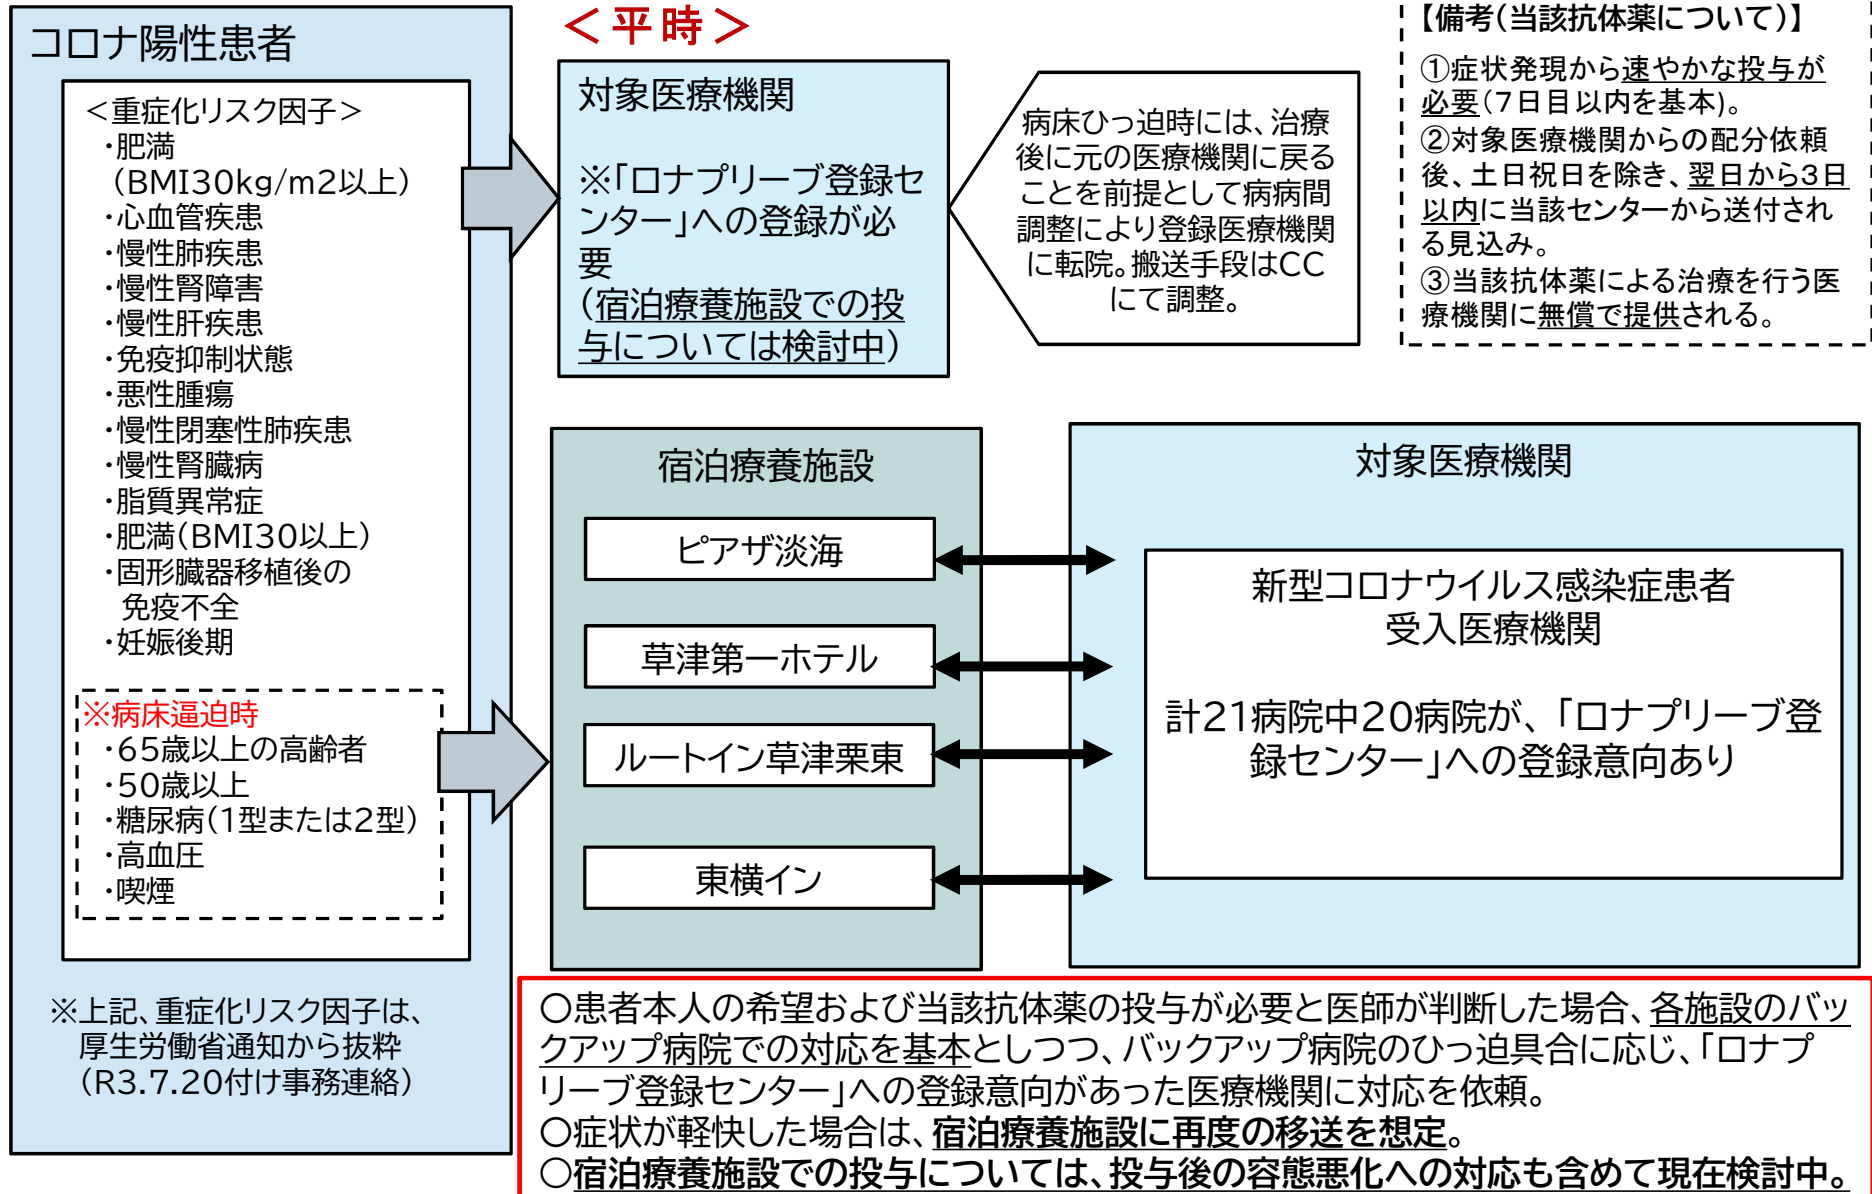 コロナ陽性患者
＜重症化リスク因子＞
・肥満
（BMI30kg/m2以上）
・心血管疾患
・慢性肺疾患
・慢性腎障害
・慢性肝疾患
・免疫抑制状態
・悪性腫瘍
・慢性閉塞性肺疾患
・慢性腎臓病
・脂質異常症
・肥満（BMI30以上）
・固形臓器移植後の
免疫不全
・妊娠後期
※病床逼迫時
・65歳以上の高齢者
・50歳以上
・糖尿病（1型または2型）
・高血圧
・喫煙
※上記、重症化リスク因子は、
厚生労働省通知から抜粋
（R3.7.20付け事務連絡）
＜平時＞
対象医療機関
※「ロナプリーブ登録セ
ンター」への登録が必
要
（宿泊療養施設での投
与については検討中）
病床ひっ迫時には、治療
後に元の医療機関に戻る
ことを前提として病病間
調整により登録医療機関
に転院。搬送手段はCC
にて調整。
【備考（当該抗体薬について）】
①症状発現から速やかな投与が
必要（7日目以内を基本）。
②対象医療機関からの配分依頼
後、土日祝日を除き、翌日から3日
以内に当該センターから送付され
る見込み。
③当該抗体薬による治療を行う医
療機関に無償で提供される。
宿泊療養施設
ピアザ淡海
草津第一ホテル
ルートイン草津栗東
東横イン
対象医療機関
新型コロナウイルス感染症患者
受入医療機関
計21病院中20病院が、「ロナプリーブ登
録センター」への登録意向あり
○患者本人の希望および当該抗体薬の投与が必要と医師が判断した場合、各施設のバッ
クアップ病院での対応を基本としつつ、バックアップ病院のひっ迫具合に応じ、「ロナプ
リーブ登録センター」への登録意向があった医療機関に対応を依頼。
○症状が軽快した場合は、宿泊療養施設に再度の移送を想定。
○宿泊療養施設での投与については、投与後の容態悪化への対応も含めて現在検討中。